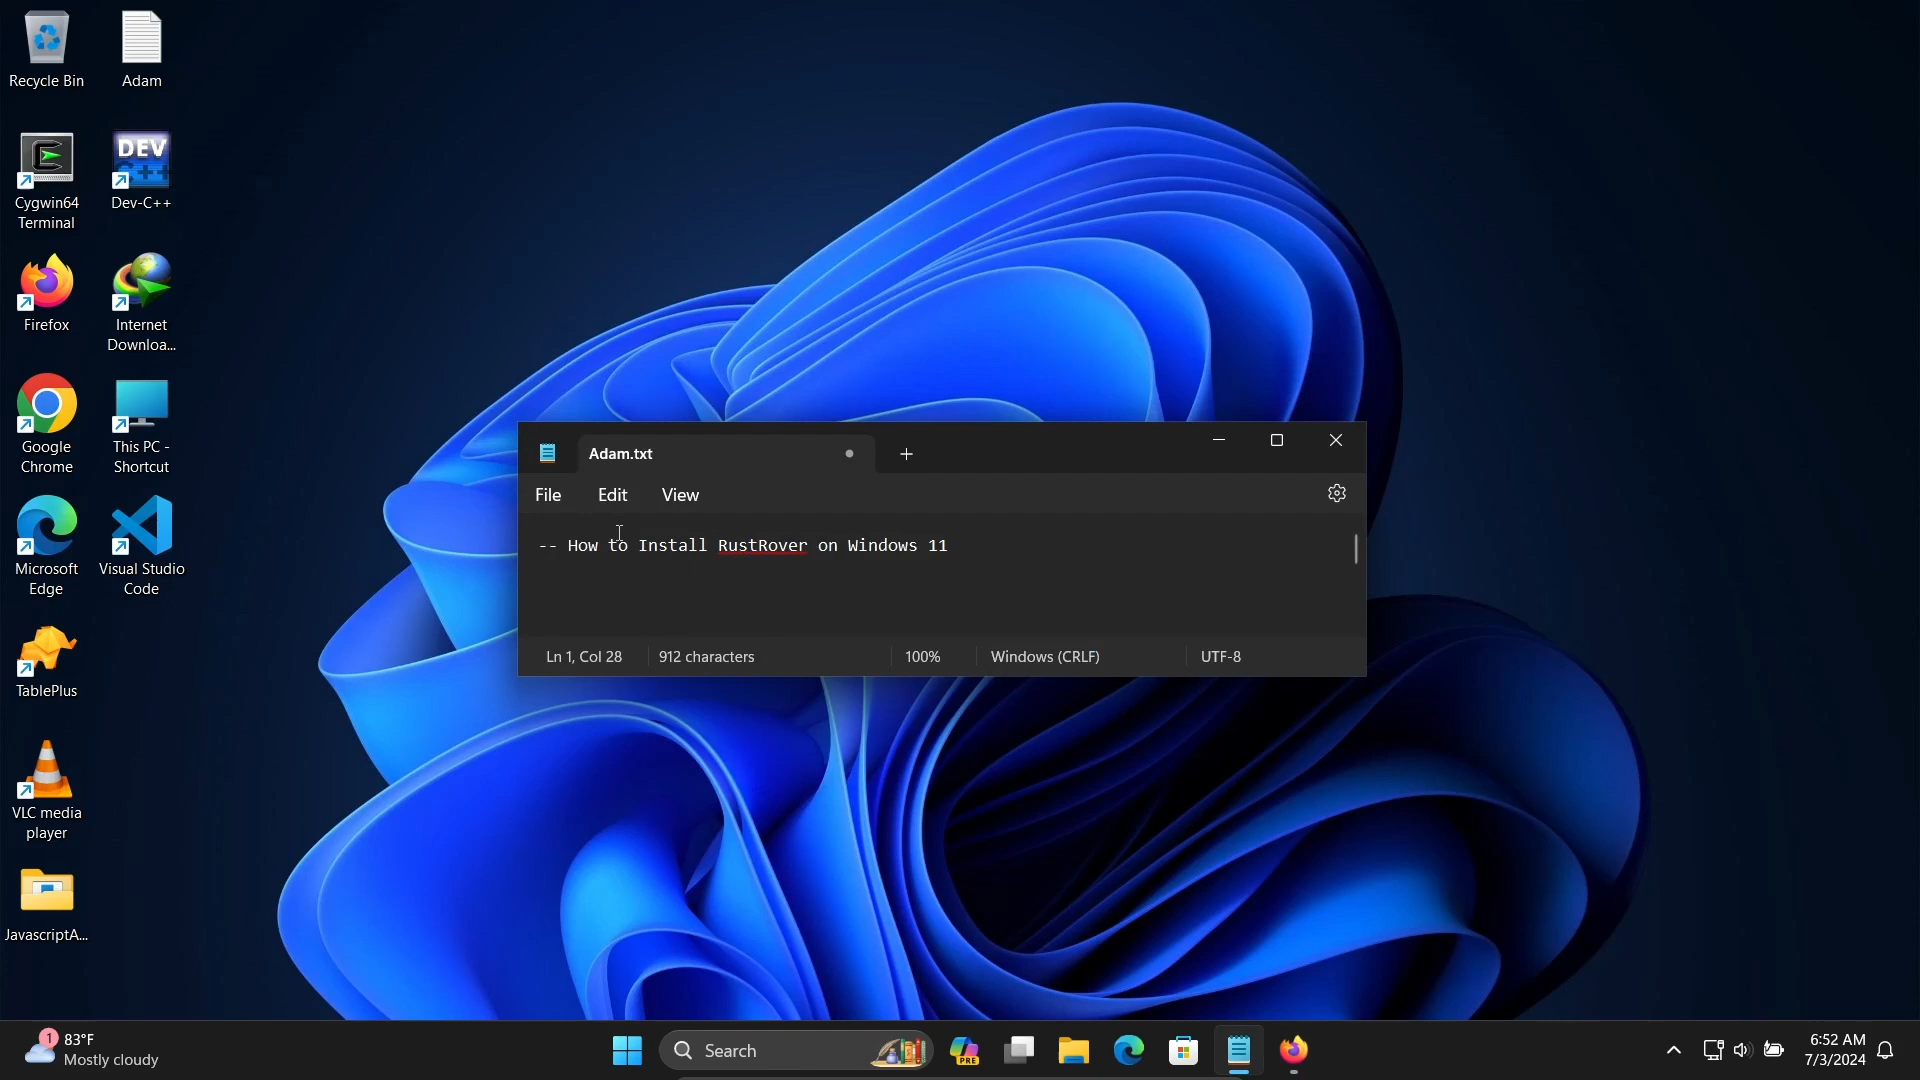 Recycle Bin
Adam
DEV
C++
Cygwin64
Terminal
Dev-C++
Firefox
Internet
Downloa...
Google
Chrome
This PC -
Shortcut
Microsoft
Edge
Visual Studio
Code
TablePlus
VLC media
player
JavascriptA...
Adam.txt
File Edit View
-- How to Install RustRover on Windows 11
Ln 1, Col 28 912 characters 100% Windows (CRLF) UTF-8
1 83°F
Mostly cloudy
Search
PRE
6:52 AM
7/3/2024